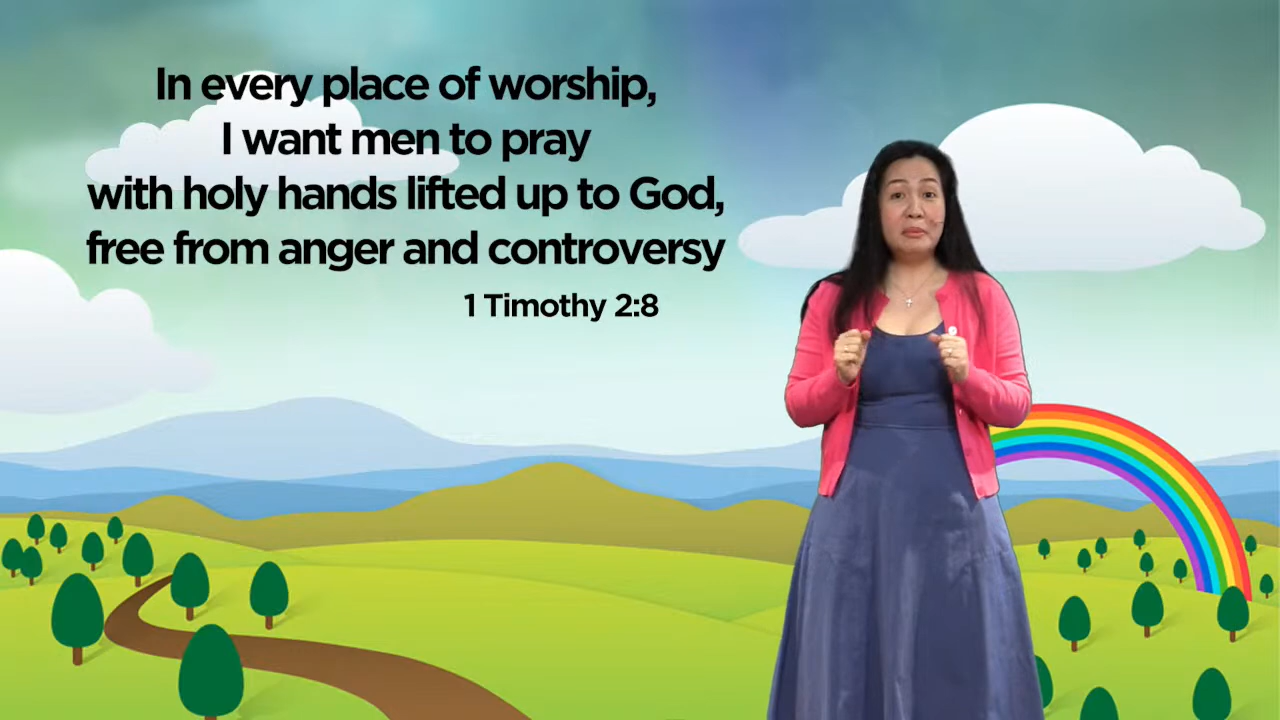 In every place of worship,
I want men to pray
with holy hands lifted up to God,
free from anger and controversy
1 Timothy 2:8